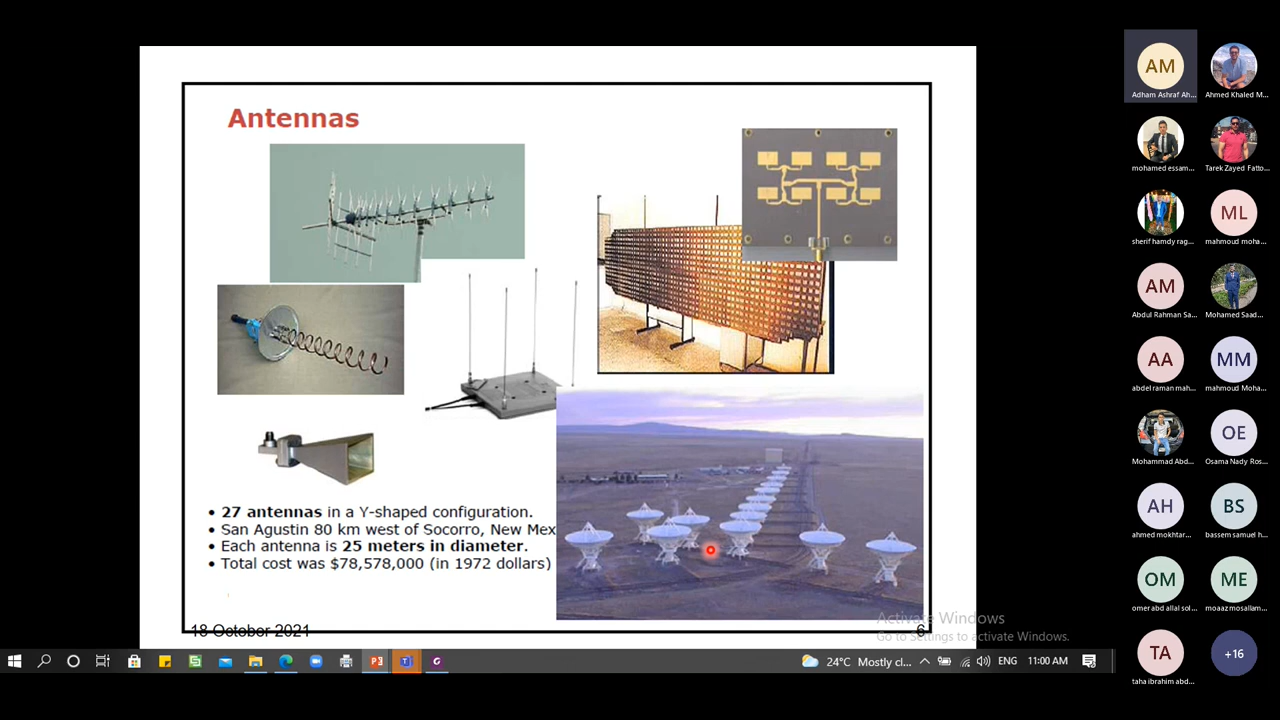 Antennas
• 27 antennas in a Y-shaped configuration.
• San Agustin 80 km west of Socorro, New Mex
• Each antenna is 25 meters in diameter.
• Total cost was $78,578,000 (in 1972 dollars)
18 October 2021
6
Activate Windows
Go to Settings to activate Windows.
24°C Mostly cl...
ENG
11:00 AM
AM
Adham Ashraf Ah...
Ahmed Khaled M...
mohamed essam...
Tarek Zayed Fatto...
sherif hamdy rag...
ML
mahmoud moha...
AM
Abdul Rahman Sa...
Mohamed Saad...
AA
abdel raman mah...
MM
mahmoud Moha...
Mohammad Abd...
OE
Osama Nady Ros...
AH
ahmed mokhtar...
BS
bassem samuel h...
OM
omer abd allal sol...
ME
moaaz mosallam...
TA
taha ibrahim abd...
+16